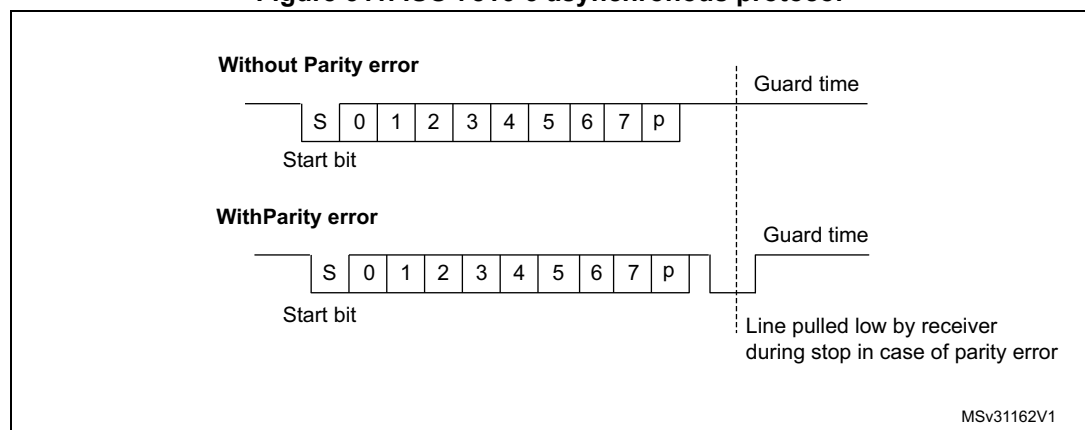 Without Parity error
Guard time
S 0 1 2 3 4 5 6 7 p
Start bit
WithParity error
Guard time
S 0 1 2 3 4 5 6 7 p
Start bit
Line pulled low by receiver
during stop in case of parity error
MSv31162V1